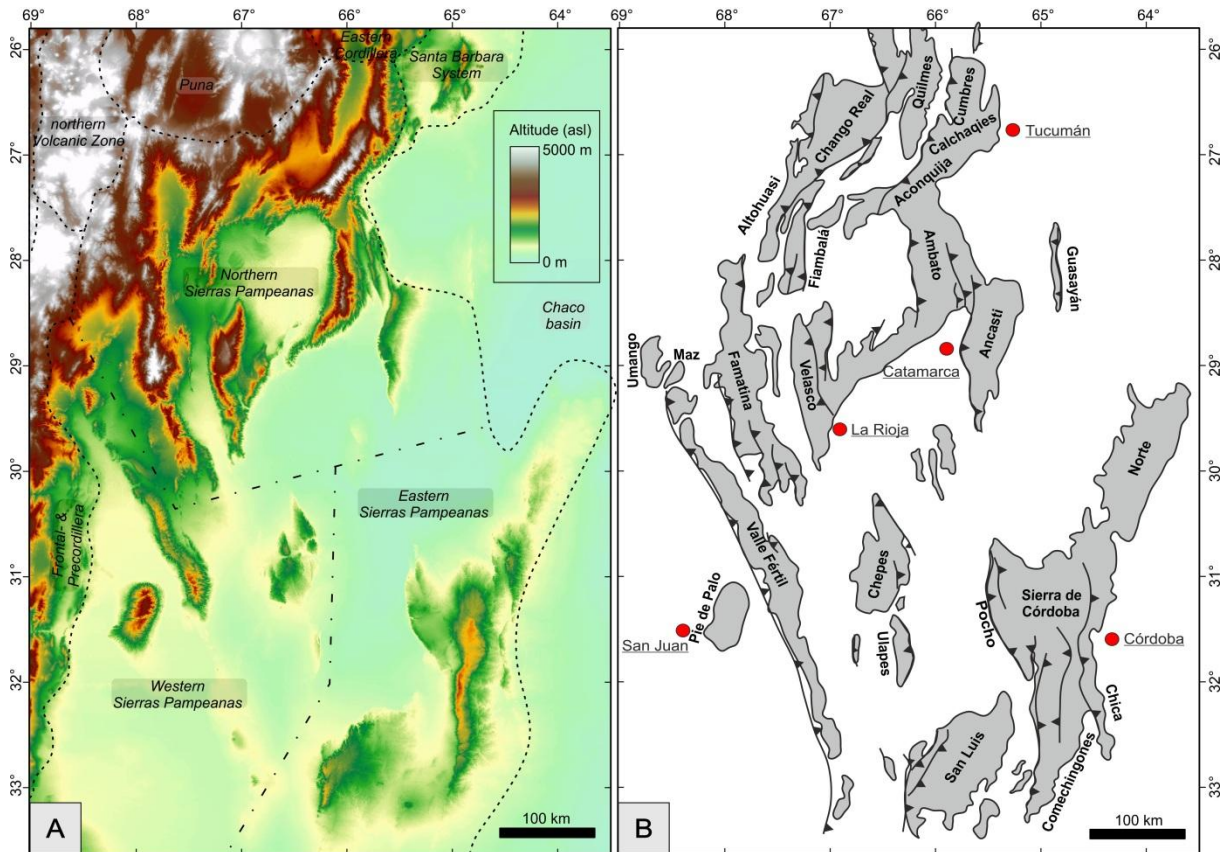 69°
68°
67°
66°
65°
64°
69°
68°
67°
66°
65°
64°
26°
27°
28°
29°
30°
31°
32°
33°
Eastern
Cordillera
Santa Barbara
System
Puna
northern
Volcanic Zone
Altitude (asl)
5000 m
0 m
Northern
Sierras Pampeanas
Chaco
basin
Eastern
Sierras Pampeanas
Frontal- &
Precordillera
Western
Sierras Pampeanas
A
100 km
Quilmes
Cumbres
Chango Real
Calchaqies
Tucumán
Aconquija
Altohuasi
Fiambalá
Ambato
Guasayán
Umango
Maz
Ancasti
Catamarca
Famatina
Velasco
La Rioja
Norte
Valle Fértil
Chepes
Pie de Palo
Sierra de
Córdoba
Pocho
San Juan
Ulapes
Córdoba
Chica
San Luis
Comechingones
B
100 km
26°
27°
28°
29°
30°
31°
32°
33°